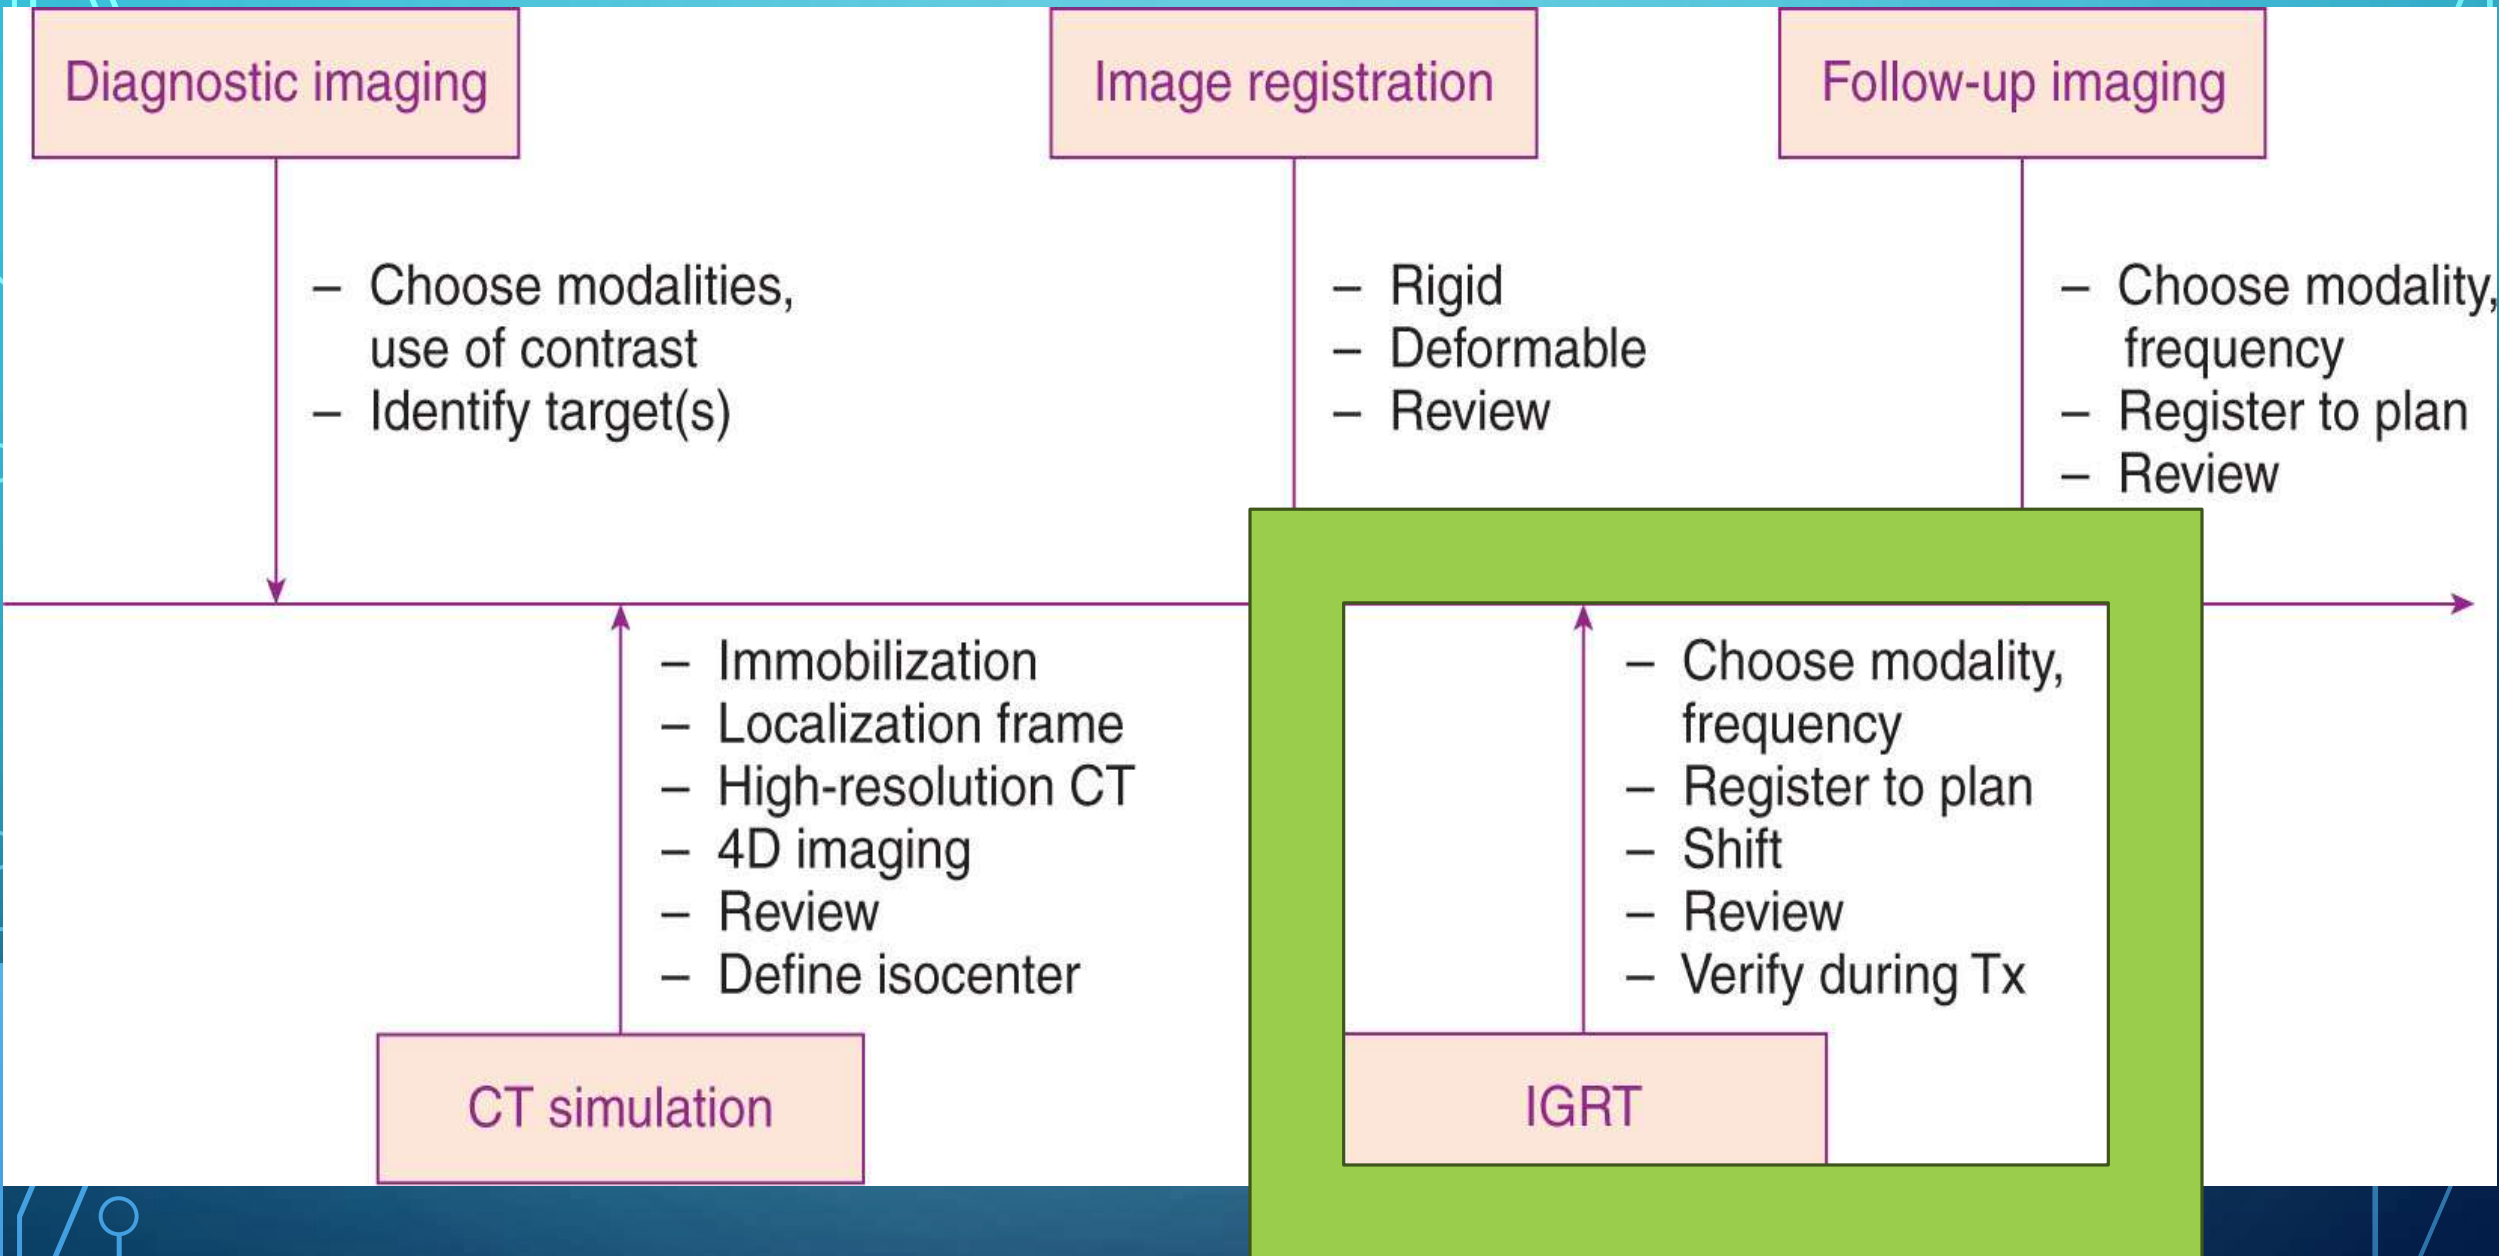 Diagnostic imaging
Image registration
Follow-up imaging
– Choose modalities,
use of contrast
– Identify target(s)
– Rigid
– Deformable
– Review
– Choose modality,
frequency
– Register to plan
– Review
– Immobilization
– Localization frame
– High-resolution CT
– 4D imaging
– Review
– Define isocenter
– Choose modality,
frequency
– Register to plan
– Shift
– Review
– Verify during Tx
CT simulation
IGRT